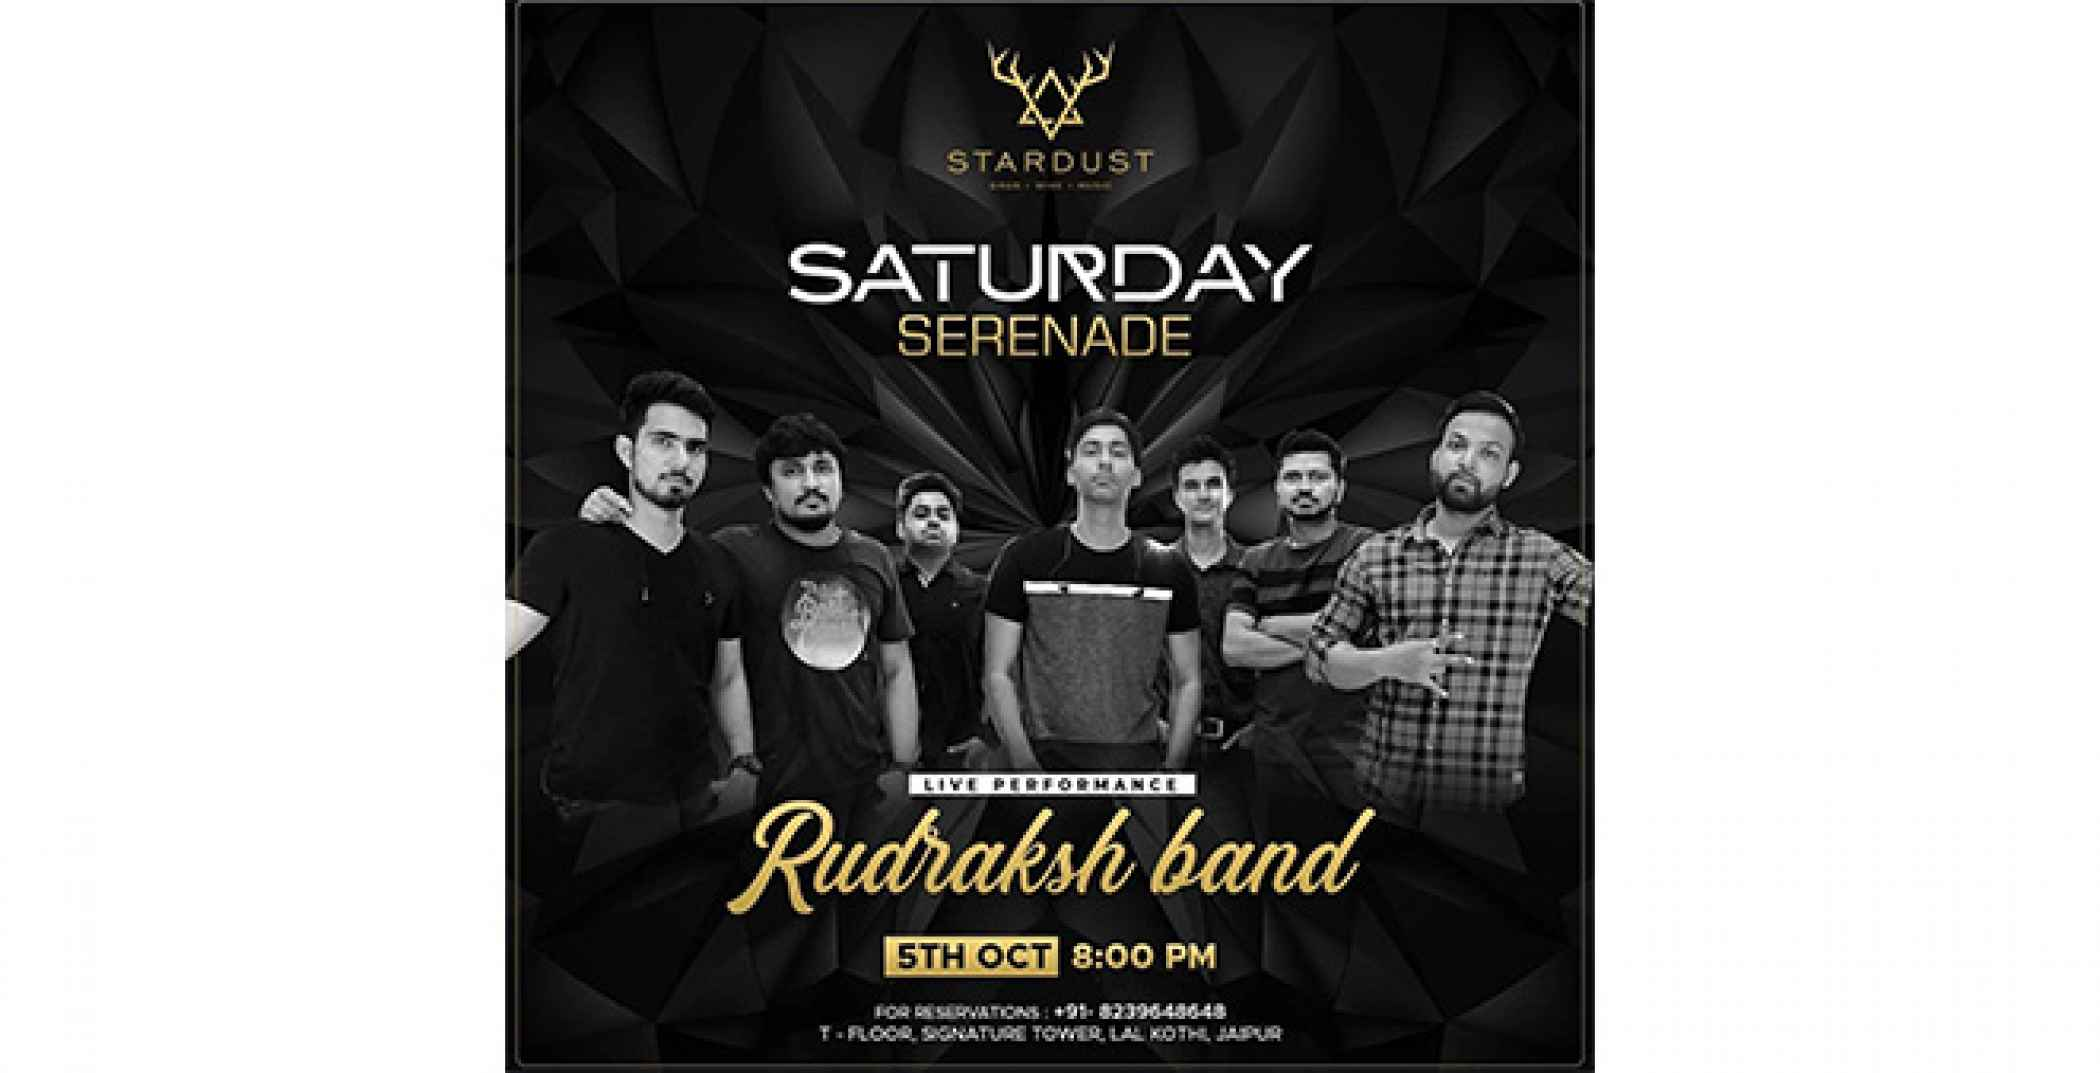 STARDUST
SATURDAY
SERENADE
LIVE PERFORMANCE
Rudraksh band
5TH OCT 8:00 PM
FOR RESERVATIONS : +91- 8239648648
T - FLOOR, SIGNATURE TOWER, LAL KOTHI, JAIPUR